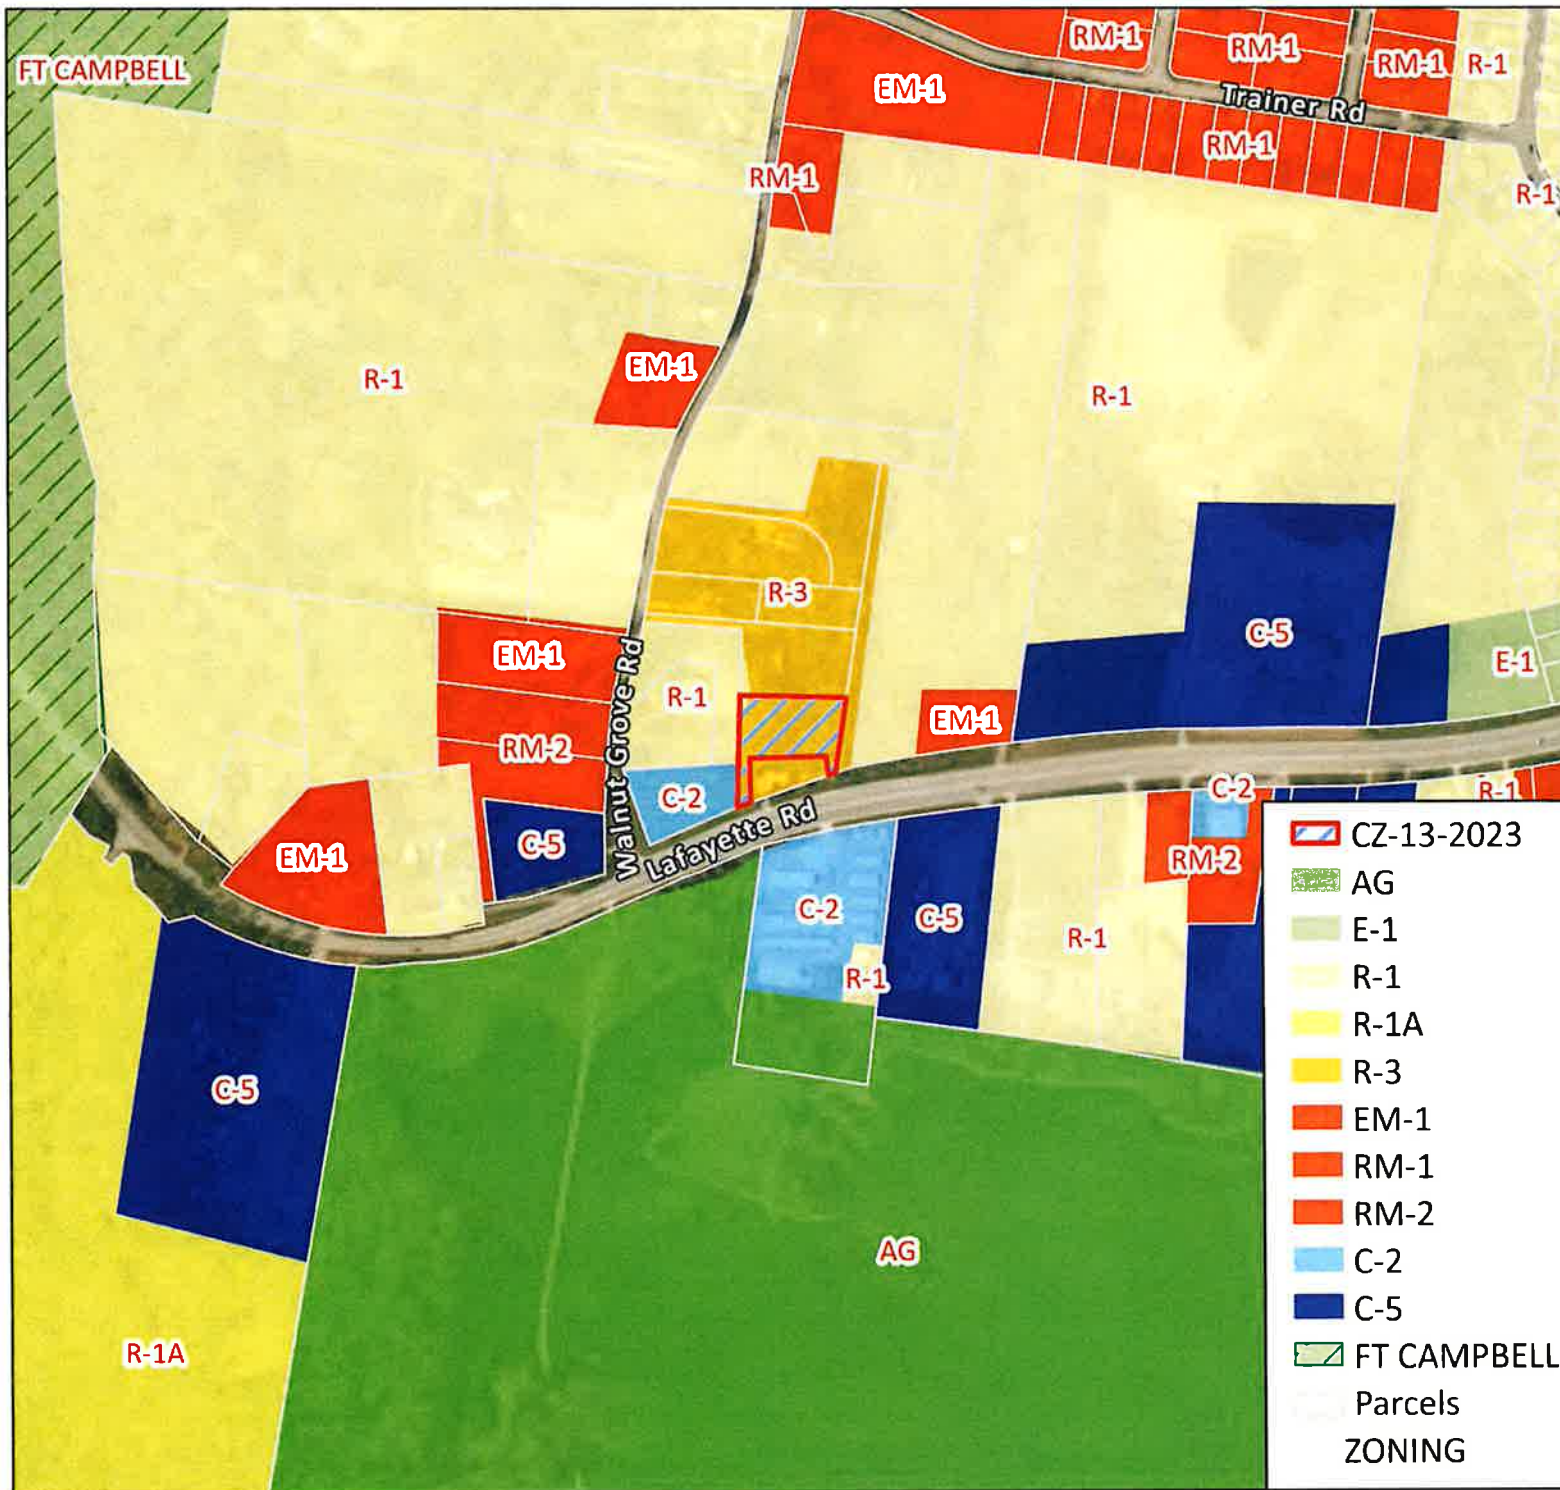 RM-1
RM-1
RM-1
R-1
FT CAMPBELL
EM-1
Trainer Rd
RM-1
RM-1
R-1
EM-1
R-1
R-1
R-3
C-5
EM-1
E-1
R-1
Walnut Grove Rd
EM-1
RM-2
C-2
C-2
R-1
Lafayette Rd
C-5
EM-1
RM-2
C-2
C-5
R-1
R-1
C-5
AG
R-1A
CZ-13-2023
AG
E-1
R-1
R-1A
R-3
EM-1
RM-1
RM-2
C-2
C-5
FT CAMPBELL
Parcels
ZONING